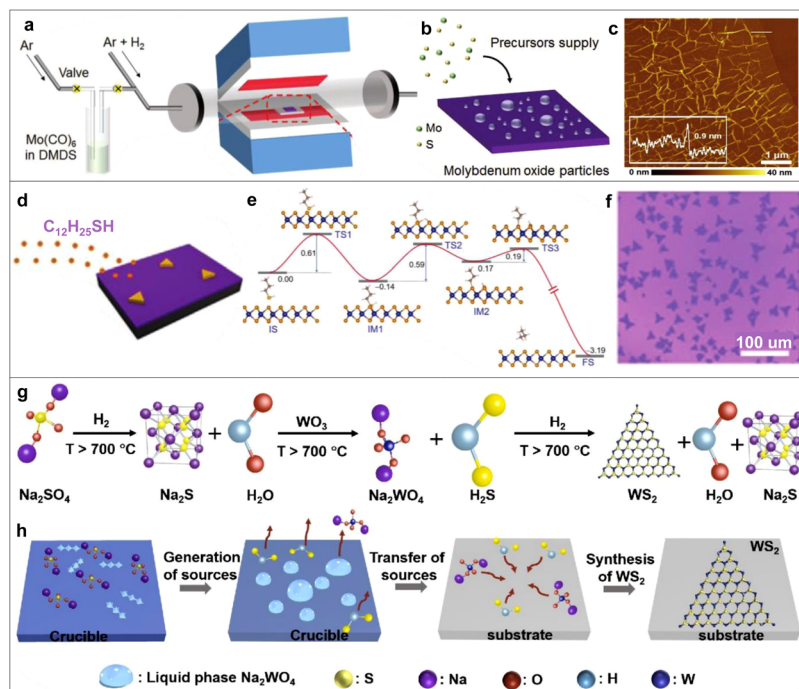 a
Ar
Ar + H₂
Valve
Mo(CO)₆
in DMDS
b
Precursors supply
Mo
S
Molybdenum oxide particles
c
0.9 nm
1 μm
0 nm
40 nm
d
C₁₂H₂₅SH
e
TS1
0.61
0.00
IS
−0.14
IM1
TS2
0.59
0.17
IM2
TS3
0.19
−3.19
FS
f
100 um
g
Na₂SO₄
H₂
T > 700 °C
Na₂S
+
H₂O
WO₃
T > 700 °C
Na₂WO₄
+
H₂S
H₂
T > 700 °C
WS₂
+
H₂O
+
Na₂S
h
Crucible
Generation
of sources
Crucible
Transfer of
sources
substrate
Synthesis
of WS₂
WS₂
substrate
: Liquid phase Na₂WO₄
: S
: Na
: O
: H
: W